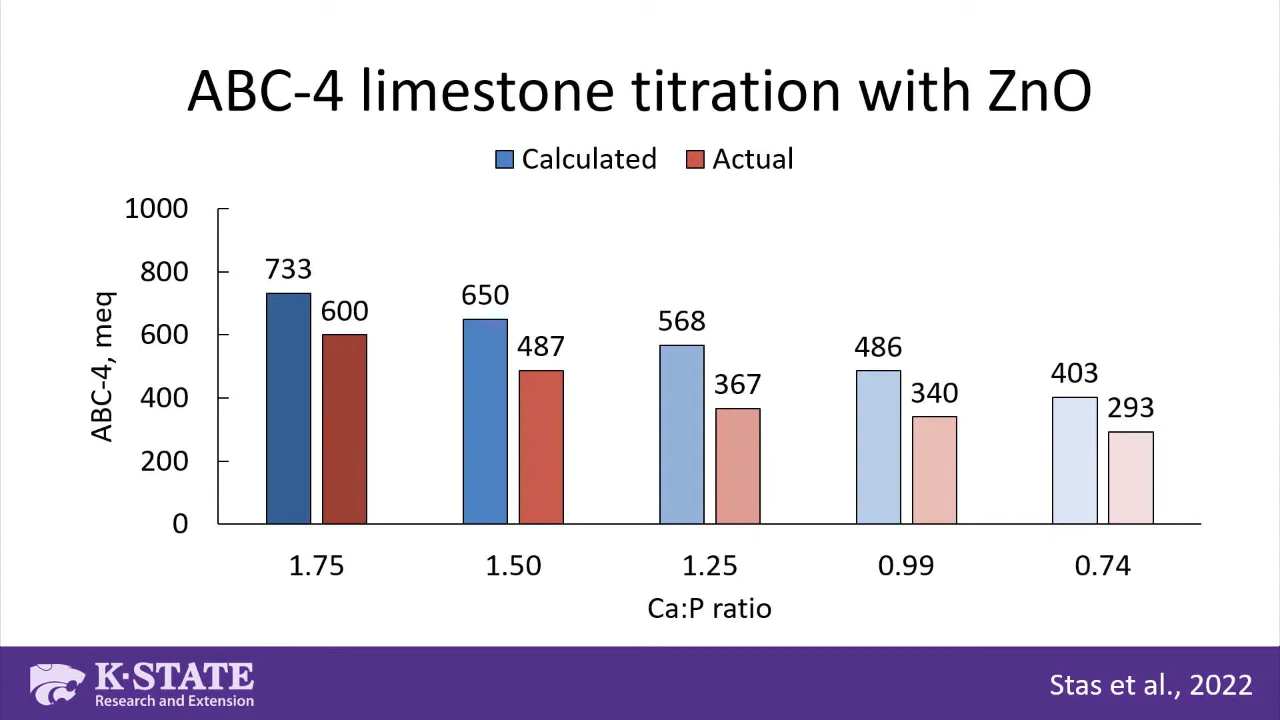 ABC-4 limestone titration with ZnO
Calculated Actual
ABC-4, meq
1000
800
600
400
200
0
733 600 650 487 568 367 486 340 403 293
1.75 1.50 1.25 0.99 0.74
Ca:P ratio
K-STATE
Research and Extension
Stas et al., 2022